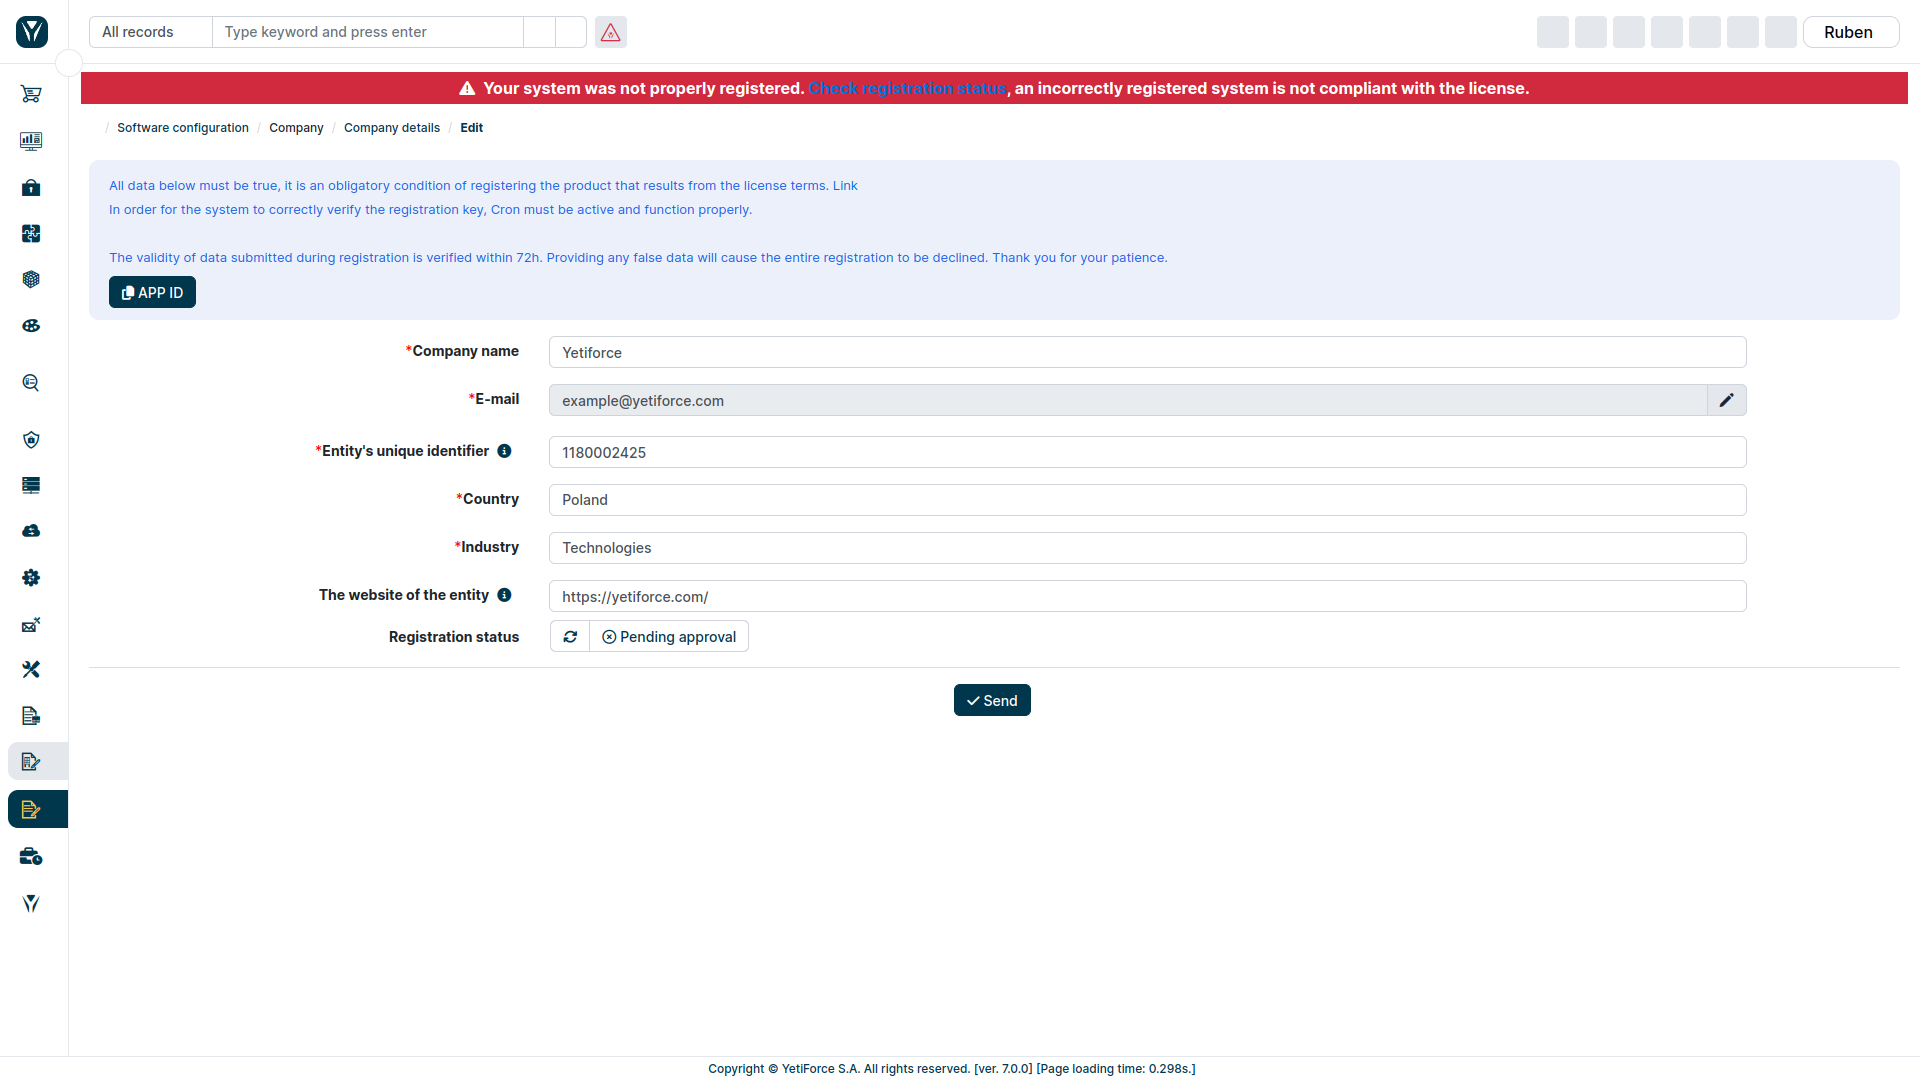 All records
Type keyword and press enter
Ruben
Your system was not properly registered. Check registration status, an incorrectly registered system is not compliant with the license.
/ Software configuration / Company / Company details / Edit
All data below must be true, it is an obligatory condition of registering the product that results from the license terms. Link
In order for the system to correctly verify the registration key, Cron must be active and function properly.
The validity of data submitted during registration is verified within 72h. Providing any false data will cause the entire registration to be declined. Thank you for your patience.
APP ID
*Company name
Yetiforce
*E-mail
example@yetiforce.com
*Entity's unique identifier
1180002425
*Country
Poland
*Industry
Technologies
The website of the entity
https://yetiforce.com/
Registration status
Pending approval
Send
Copyright © YetiForce S.A. All rights reserved. [ver. 7.0.0] [Page loading time: 0.298s.]